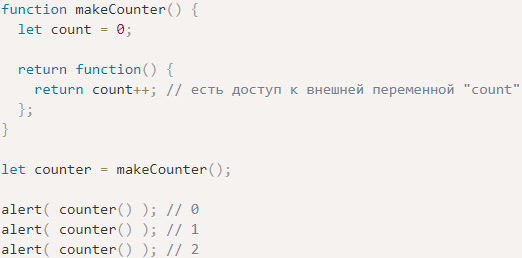 function makeCounter() {
  let count = 0;

  return function() {
    return count++; // есть доступ к внешней переменной "count"
  };
}

let counter = makeCounter();

alert( counter() ); // 0
alert( counter() ); // 1
alert( counter() ); // 2